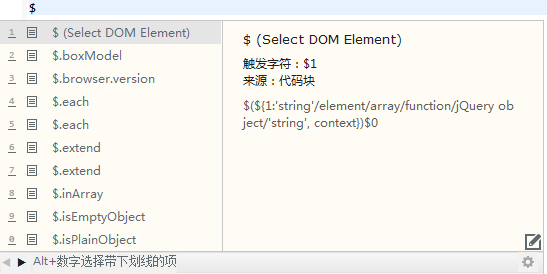 $
1 $ (Select DOM Element)
2 $.boxModel
3 $.browser.version
4 $.each
5 $.each
6 $.extend
7 $.extend
8 $.inArray
9 $.isEmptyObject
0 $.isPlainObject
$ (Select DOM Element)
触发字符：$1
来源：代码块
$(${1:'string'/element/array/function/jQuery ob
ject/'string', context})$0
Alt+数字选择带下划线的项